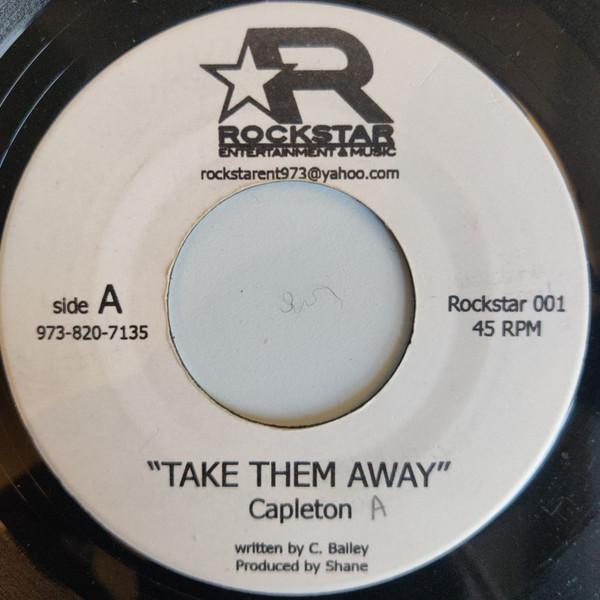 R
ROCKSTAR
ENTERTAINMENT & MUSIC
rockstarent973@yahoo.com
side A
973-820-7135
Rockstar 001
45 RPM
"TAKE THEM AWAY"
Capleton A
written by C. Bailey
Produced by Shane